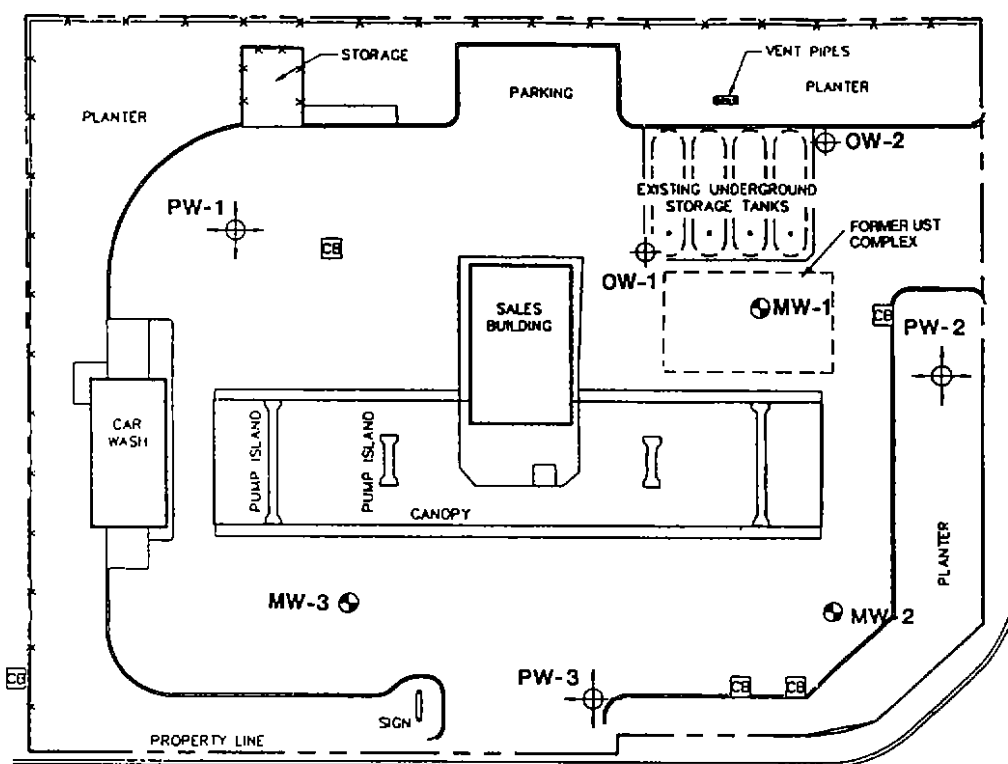 STORAGE
VENT PIPES
PARKING
PLANTER
PLANTER
OW-2
EXISTING UNDERGROUND
STORAGE TANKS
PW-1
CB
FORMER UST
COMPLEX
OW-1
SALES
BUILDING
MW-1
CB
PW-2
CAR
WASH
PUMP ISLAND
PUMP ISLAND
CANOPY
PLANTER
MW-3
MW-2
CB
PW-3
CB
CB
SIGN
PROPERTY LINE